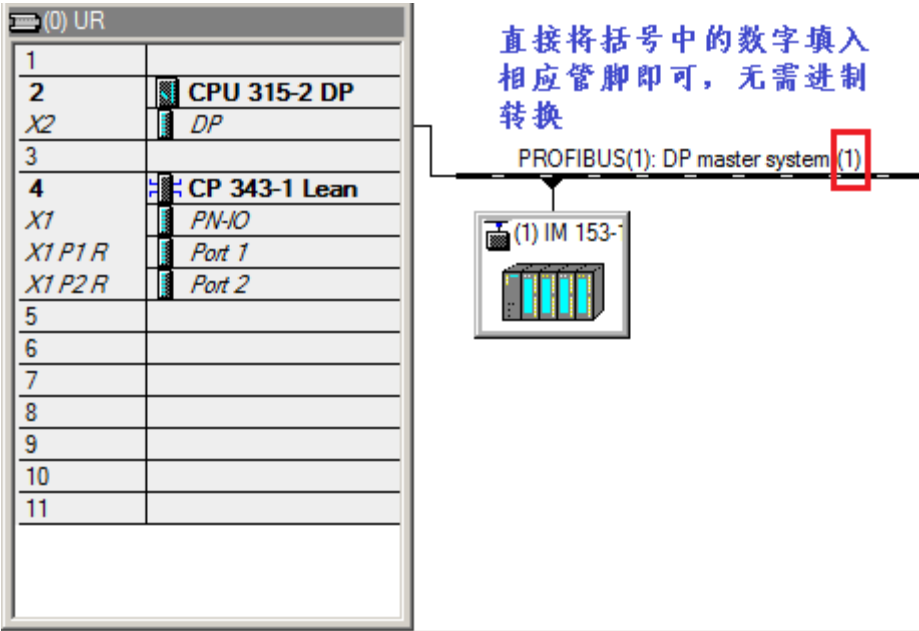 (0) UR
1
2 CPU 315-2 DP
X2 DP
3
4 CP 343-1 Lean
X1 PN-IO
X1 P1 R Port 1
X1 P2 R Port 2
5
6
7
8
9
10
11
直接将括号中的数字填入
相应管脚即可，无需进制
转换
PROFIBUS(1): DP master system (1)
(1) IM 153-1